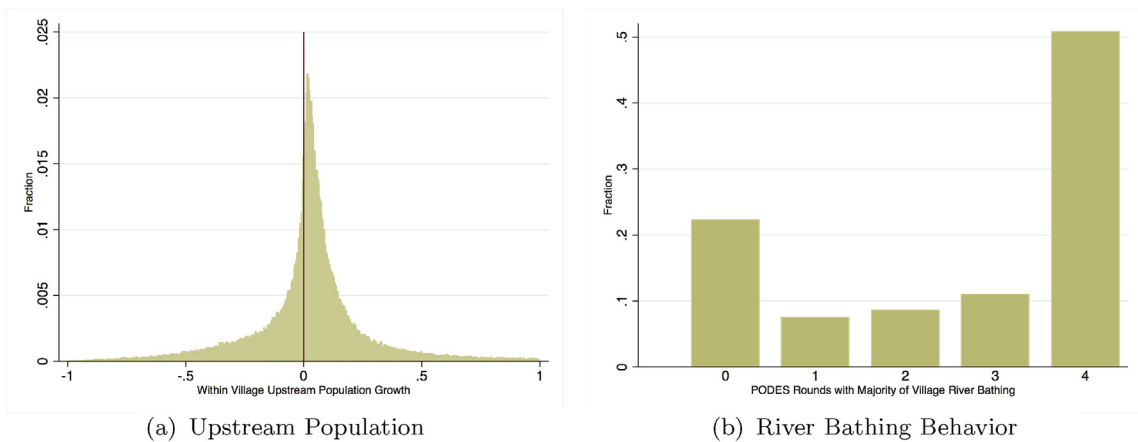 .025
.02
.015
.01
.005
0
Fraction
-1 -.5 0 .5 1
Within Village Upstream Population Growth
(a) Upstream Population
.5
.4
.3
.2
.1
0
Fraction
0 1 2 3 4
PODES Rounds with Majority of Village River Bathing
(b) River Bathing Behavior